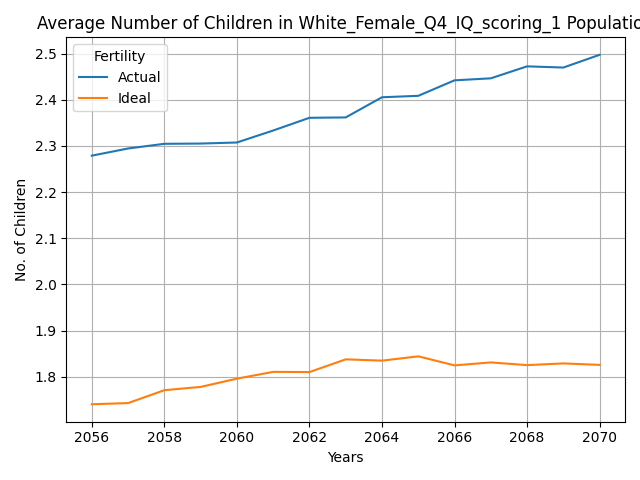 Average Number of Children in White_Female_Q4_IQ_scoring_1 Populatio
Fertility
Actual
Ideal
No. of Children
2.5
2.4
2.3
2.2
2.1
2.0
1.9
1.8
2056 2058 2060 2062 2064 2066 2068 2070
Years